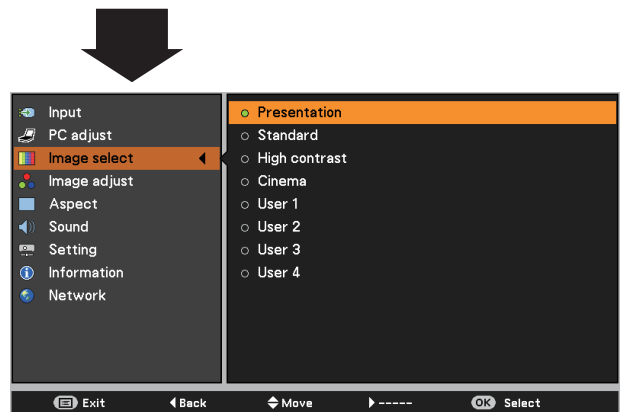 Input
PC adjust
Image select
Image adjust
Aspect
Sound
Setting
Information
Network
Presentation
Standard
High contrast
Cinema
User 1
User 2
User 3
User 4
Exit Back Move ----- OK Select